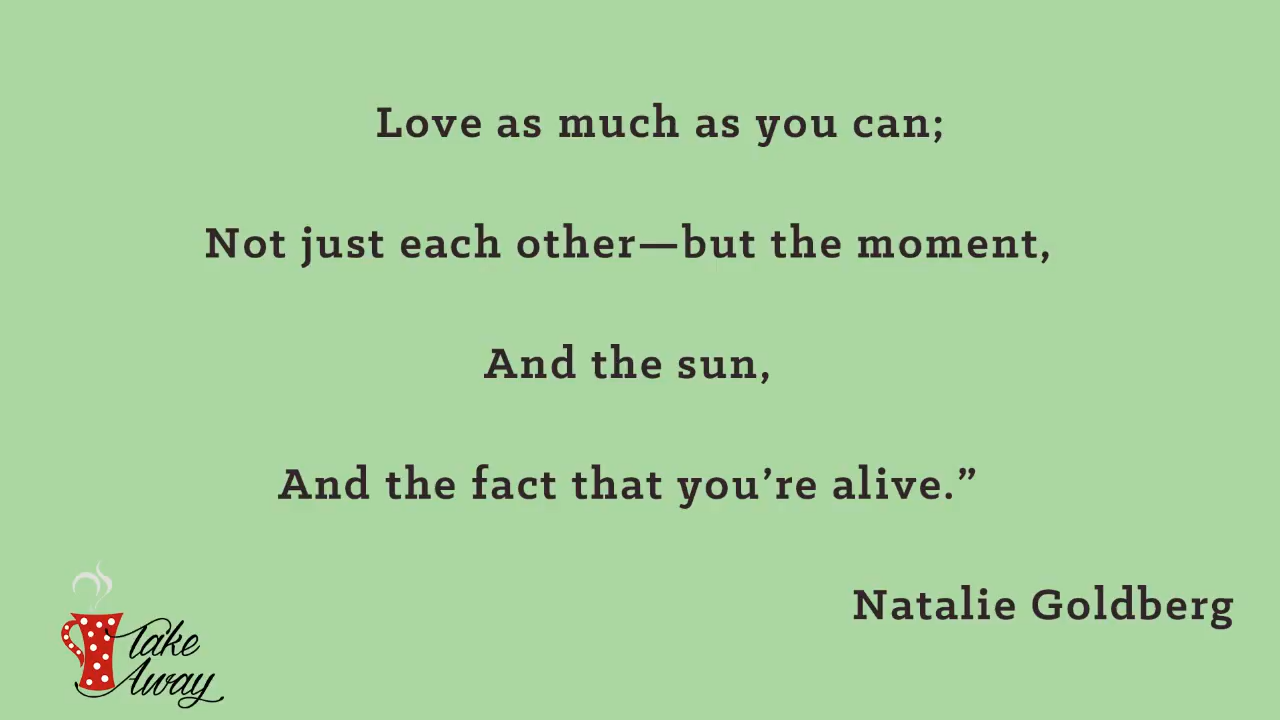 Love as much as you can;
Not just each other—but the moment,
And the sun,
And the fact that you’re alive.”
Natalie Goldberg
Take
Away